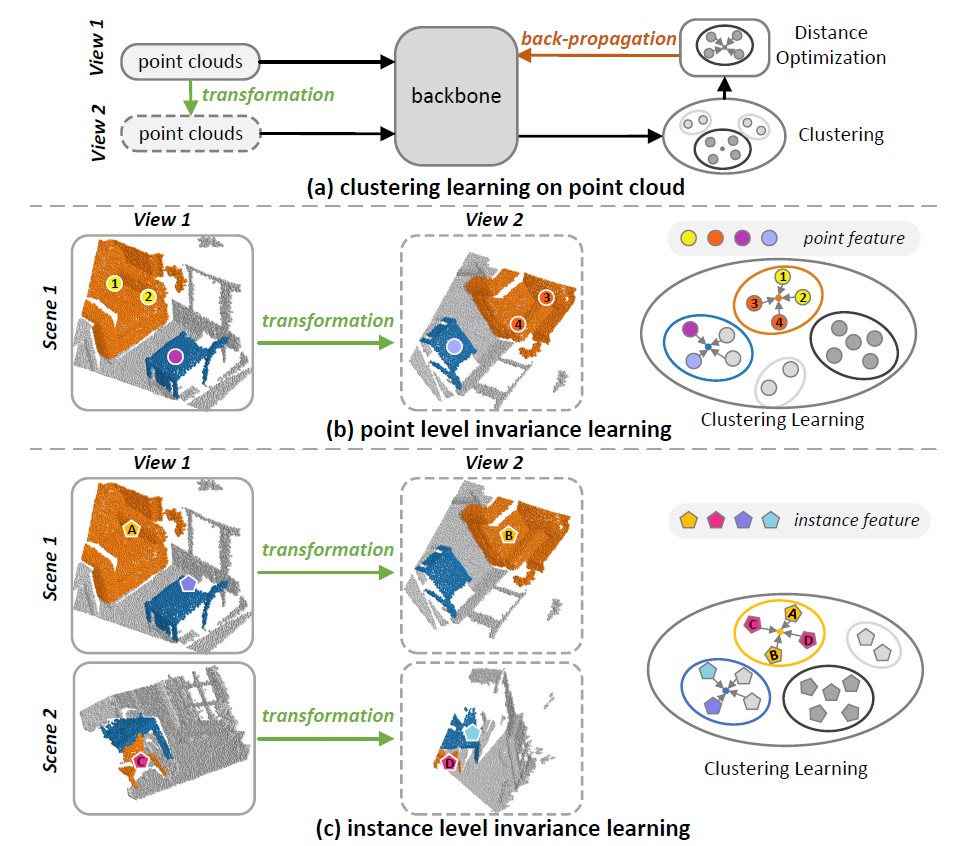 View 1
point clouds
transformation
View 2
point clouds
backbone
back-propagation
Distance
Optimization
Clustering
(a) clustering learning on point cloud
View 1
View 2
Scene 1
1
2
transformation
3
4
point feature
1
2
3
4
Clustering Learning
(b) point level invariance learning
View 1
View 2
Scene 1
A
transformation
B
instance feature
Scene 2
C
transformation
D
A
C
D
B
Clustering Learning
(c) instance level invariance learning